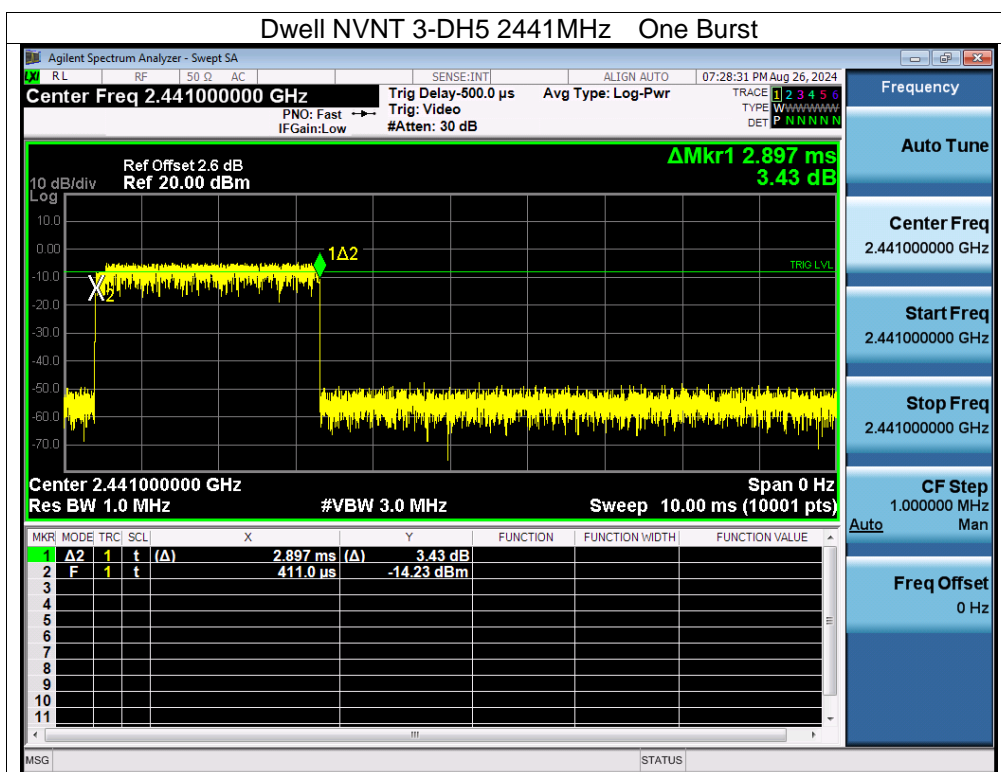 Dwell NVNT 3-DH5 2441MHz One Burst
Agilent Spectrum Analyzer - Swept SA
LXI RL RF 50 Ω AC SENSE:INT ALIGN AUTO 07:28:31 PM Aug 26, 2024
Center Freq 2.441000000 GHz
PNO: Fast
IFGain:Low
Trig Delay-500.0 µs
Trig: Video
#Atten: 30 dB
Avg Type: Log-Pwr
TRACE 1 2 3 4 5 6
TYPE WWWWWW
DET P N N N N N
ΔMkr1 2.897 ms
3.43 dB
Ref Offset 2.6 dB
10 dB/div Ref 20.00 dBm
Log
10.0
0.00
-10.0
-20.0
-30.0
-40.0
-50.0
-60.0
-70.0
1Δ2
TRIG LVL
2
Center 2.441000000 GHz Span 0 Hz
Res BW 1.0 MHz #VBW 3.0 MHz Sweep 10.00 ms (10001 pts)
MKR MODE TRC SCL X Y FUNCTION FUNCTION WIDTH FUNCTION VALUE
1 Δ2 1 t (Δ) 2.897 ms (Δ) 3.43 dB
2 F 1 t 411.0 µs -14.23 dBm
3
4
5
6
7
8
9
10
11
MSG STATUS
Frequency
Auto Tune
Center Freq
2.441000000 GHz
Start Freq
2.441000000 GHz
Stop Freq
2.441000000 GHz
CF Step
1.000000 MHz
Auto Man
Freq Offset
0 Hz